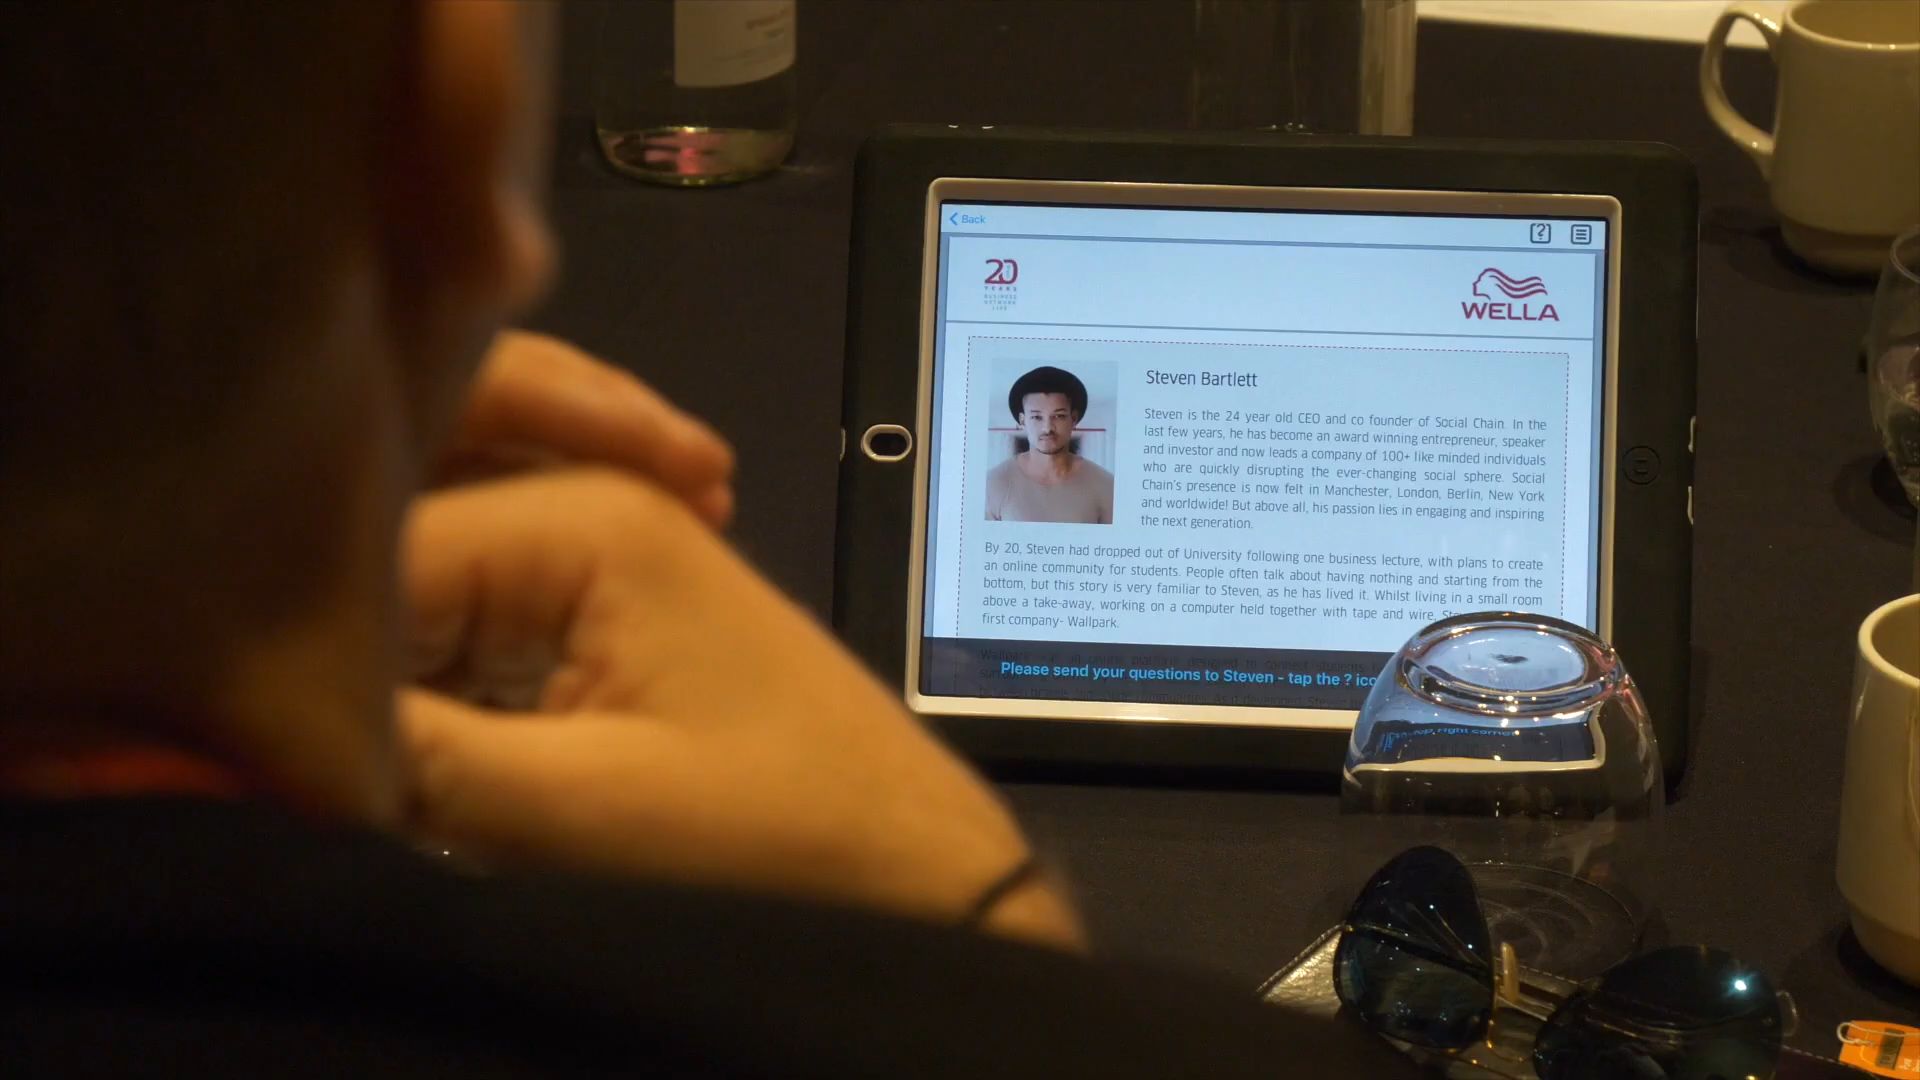 Back
20
YEARS
BUSINESS
NETWORK
LIVE
WELLA
Steven Bartlett
Steven is the 24 year old CEO and co founder of Social Chain. In the
last few years, he has become an award winning entrepreneur, speaker
and investor and now leads a company of 100+ like minded individuals
who are quickly disrupting the ever-changing social sphere. Social
Chain's presence is now felt in Manchester, London, Berlin, New York
and worldwide! But above all, his passion lies in engaging and inspiring
the next generation.
By 20, Steven had dropped out of University following one business lecture, with plans to create
an online community for students. People often talk about having nothing and starting from the
bottom, but this story is very familiar to Steven, as he has lived it. Whilst living in a small room
above a take-away, working on a computer held together with tape and wire,
first company- Wallpark.
Please send your questions to Steven - tap the ?
right corner